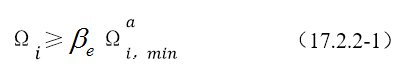 Ω_i ≥ β_e Ω^a_{i, min} （17.2.2-1）